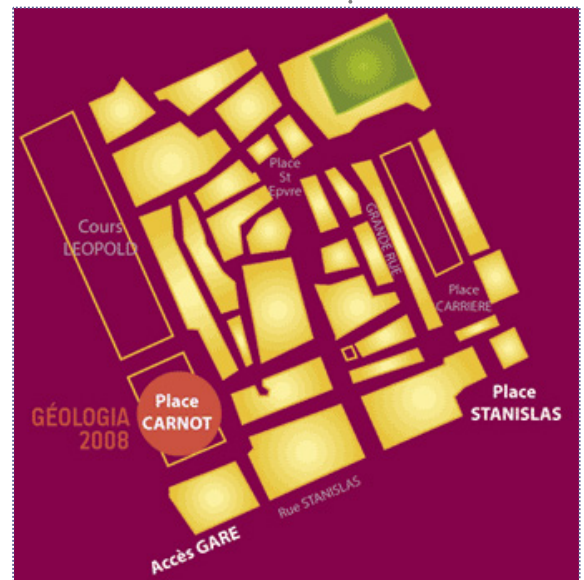 Place
St
Epvre
Cours
LEOPOLD
GRANDE RUE
Place
CARRIERE
GÉOLOGIA
2008
Place
CARNOT
Place
STANISLAS
Rue STANISLAS
Accès GARE